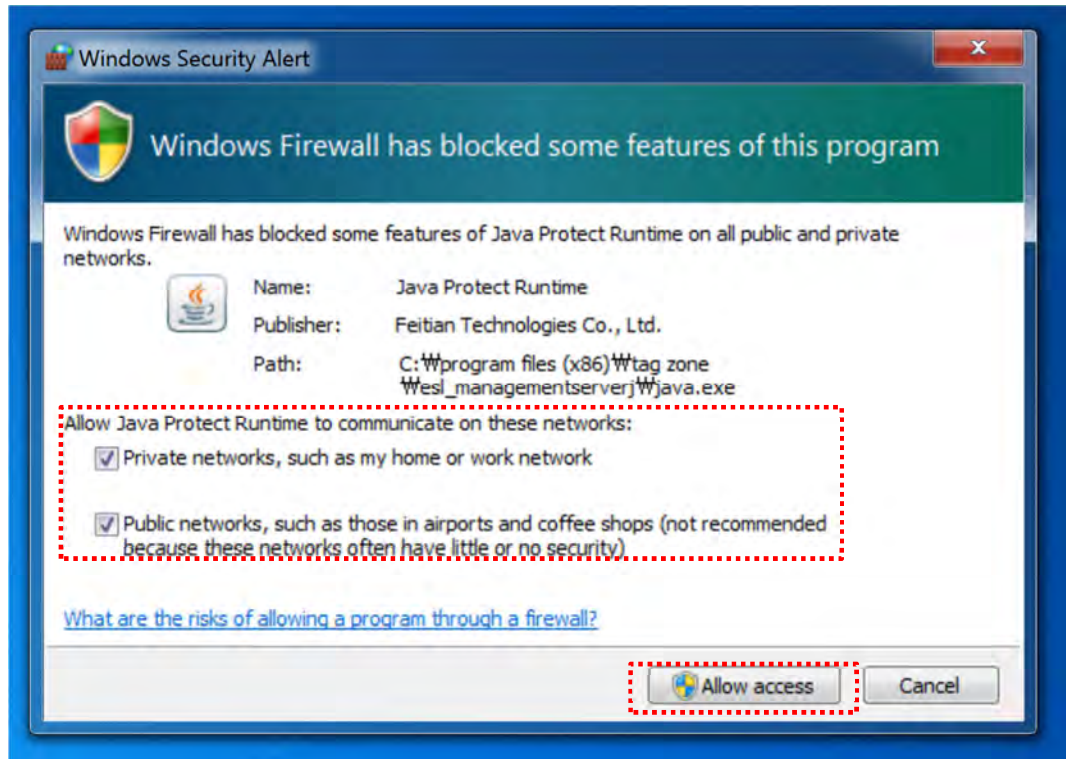 Windows Security Alert
x
Windows Firewall has blocked some features of this program
Windows Firewall has blocked some features of Java Protect Runtime on all public and private
networks.
Name: Java Protect Runtime
Publisher: Feitian Technologies Co., Ltd.
Path: C:₩program files (x86)₩tag zone
₩esl_managementserverj₩java.exe
Allow Java Protect Runtime to communicate on these networks:
Private networks, such as my home or work network
Public networks, such as those in airports and coffee shops (not recommended
because these networks often have little or no security)
What are the risks of allowing a program through a firewall?
Allow access Cancel